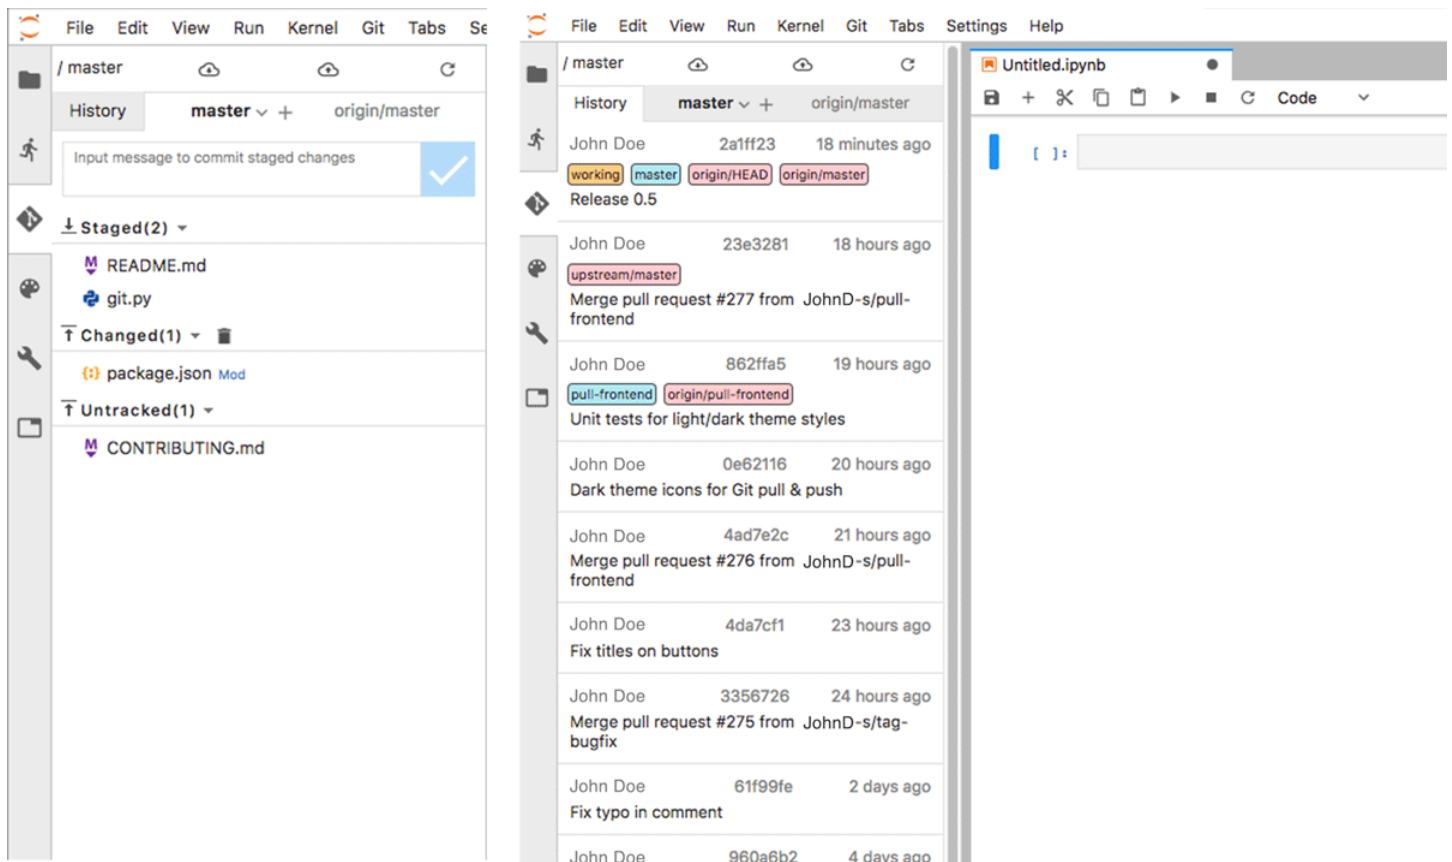 File Edit View Run Kernel Git Tabs Se
/ master
History master + origin/master
Input message to commit staged changes
Staged(2)
README.md
git.py
Changed(1)
package.json Mod
Untracked(1)
CONTRIBUTING.md
File Edit View Run Kernel Git Tabs Settings Help
/ master
History master + origin/master
John Doe 2a1ff23 18 minutes ago
working master origin/HEAD origin/master
Release 0.5
John Doe 23e3281 18 hours ago
upstream/master
Merge pull request #277 from JohnD-s/pull-
frontend
John Doe 862ffa5 19 hours ago
pull-frontend origin/pull-frontend
Unit tests for light/dark theme styles
John Doe 0e62116 20 hours ago
Dark theme icons for Git pull & push
John Doe 4ad7e2c 21 hours ago
Merge pull request #276 from JohnD-s/pull-
frontend
John Doe 4da7cf1 23 hours ago
Fix titles on buttons
John Doe 3356726 24 hours ago
Merge pull request #275 from JohnD-s/tag-
bugfix
John Doe 61f99fe 2 days ago
Fix typo in comment
John Doe 960a6b2 4 days ago
Untitled.ipynb
Code
[ ]: